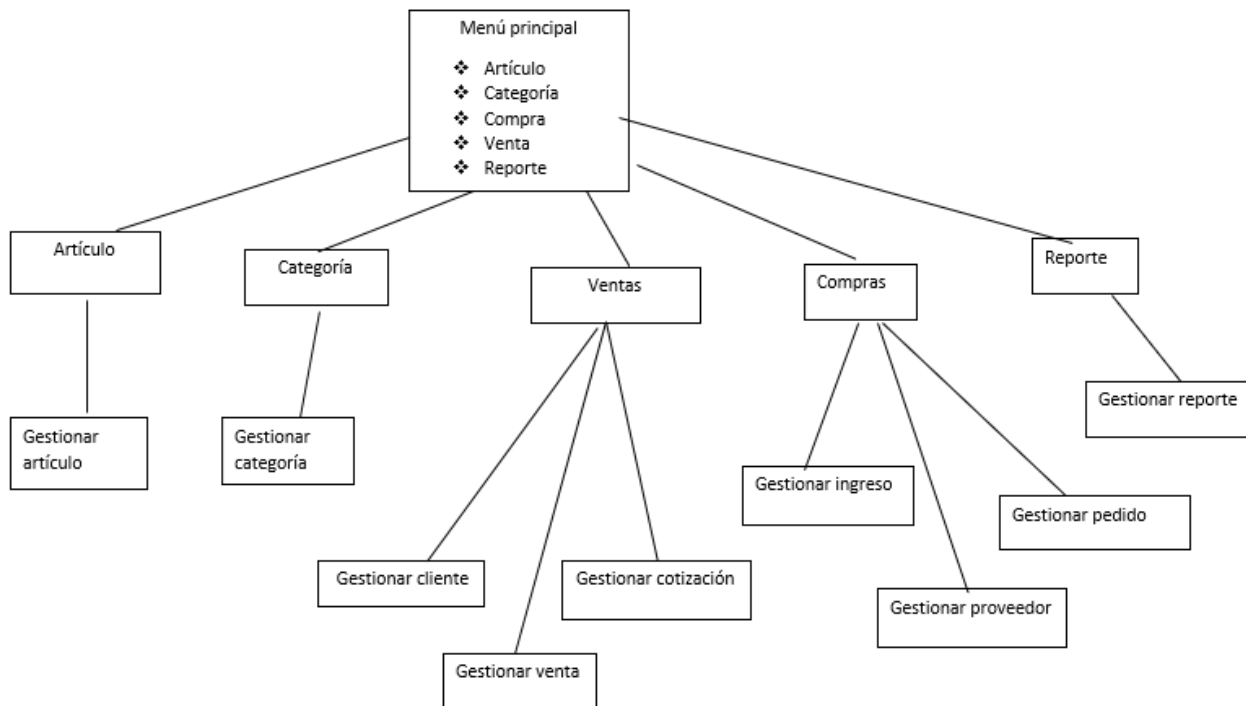 Menú principal
❖ Artículo
❖ Categoría
❖ Compra
❖ Venta
❖ Reporte
Artículo
Categoría
Ventas
Compras
Reporte
Gestionar
artículo
Gestionar
categoría
Gestionar reporte
Gestionar ingreso
Gestionar pedido
Gestionar cliente
Gestionar cotización
Gestionar proveedor
Gestionar venta